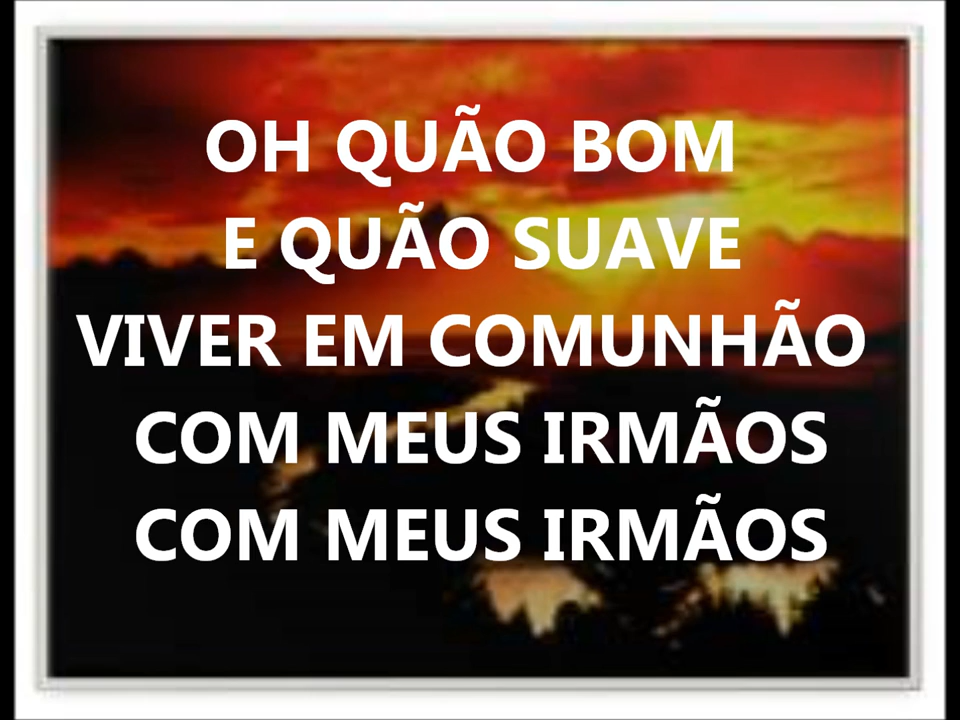 OH QUÃO BOM
E QUÃO SUAVE
VIVER EM COMUNHÃO
COM MEUS IRMÃOS
COM MEUS IRMÃOS